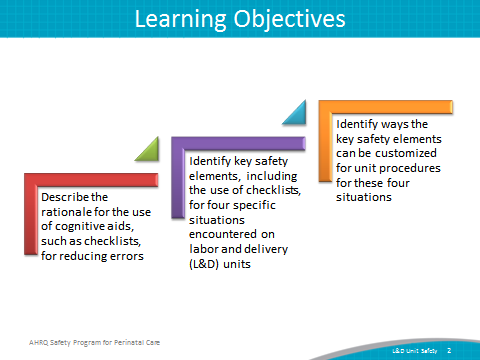 Learning Objectives
Describe the
rationale for the use
of cognitive aids,
such as checklists,
for reducing errors
Identify key safety
elements, including
the use of checklists,
for four specific
situations
encountered on
labor and delivery
(L&D) units
Identify ways the
key safety elements
can be customized
for unit procedures
for these four
situations
AHRQ Safety Program for Perinatal Care
L&D Unit Safety 2